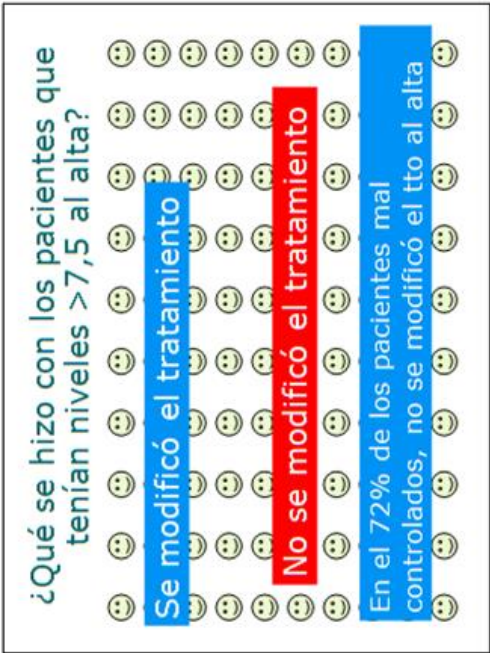 ¿Qué se hizo con los pacientes que
tenían niveles >7,5 al alta?
Se modificó el tratamiento
No se modificó el tratamiento
En el 72% de los pacientes mal
controlados, no se modificó el tto al alta